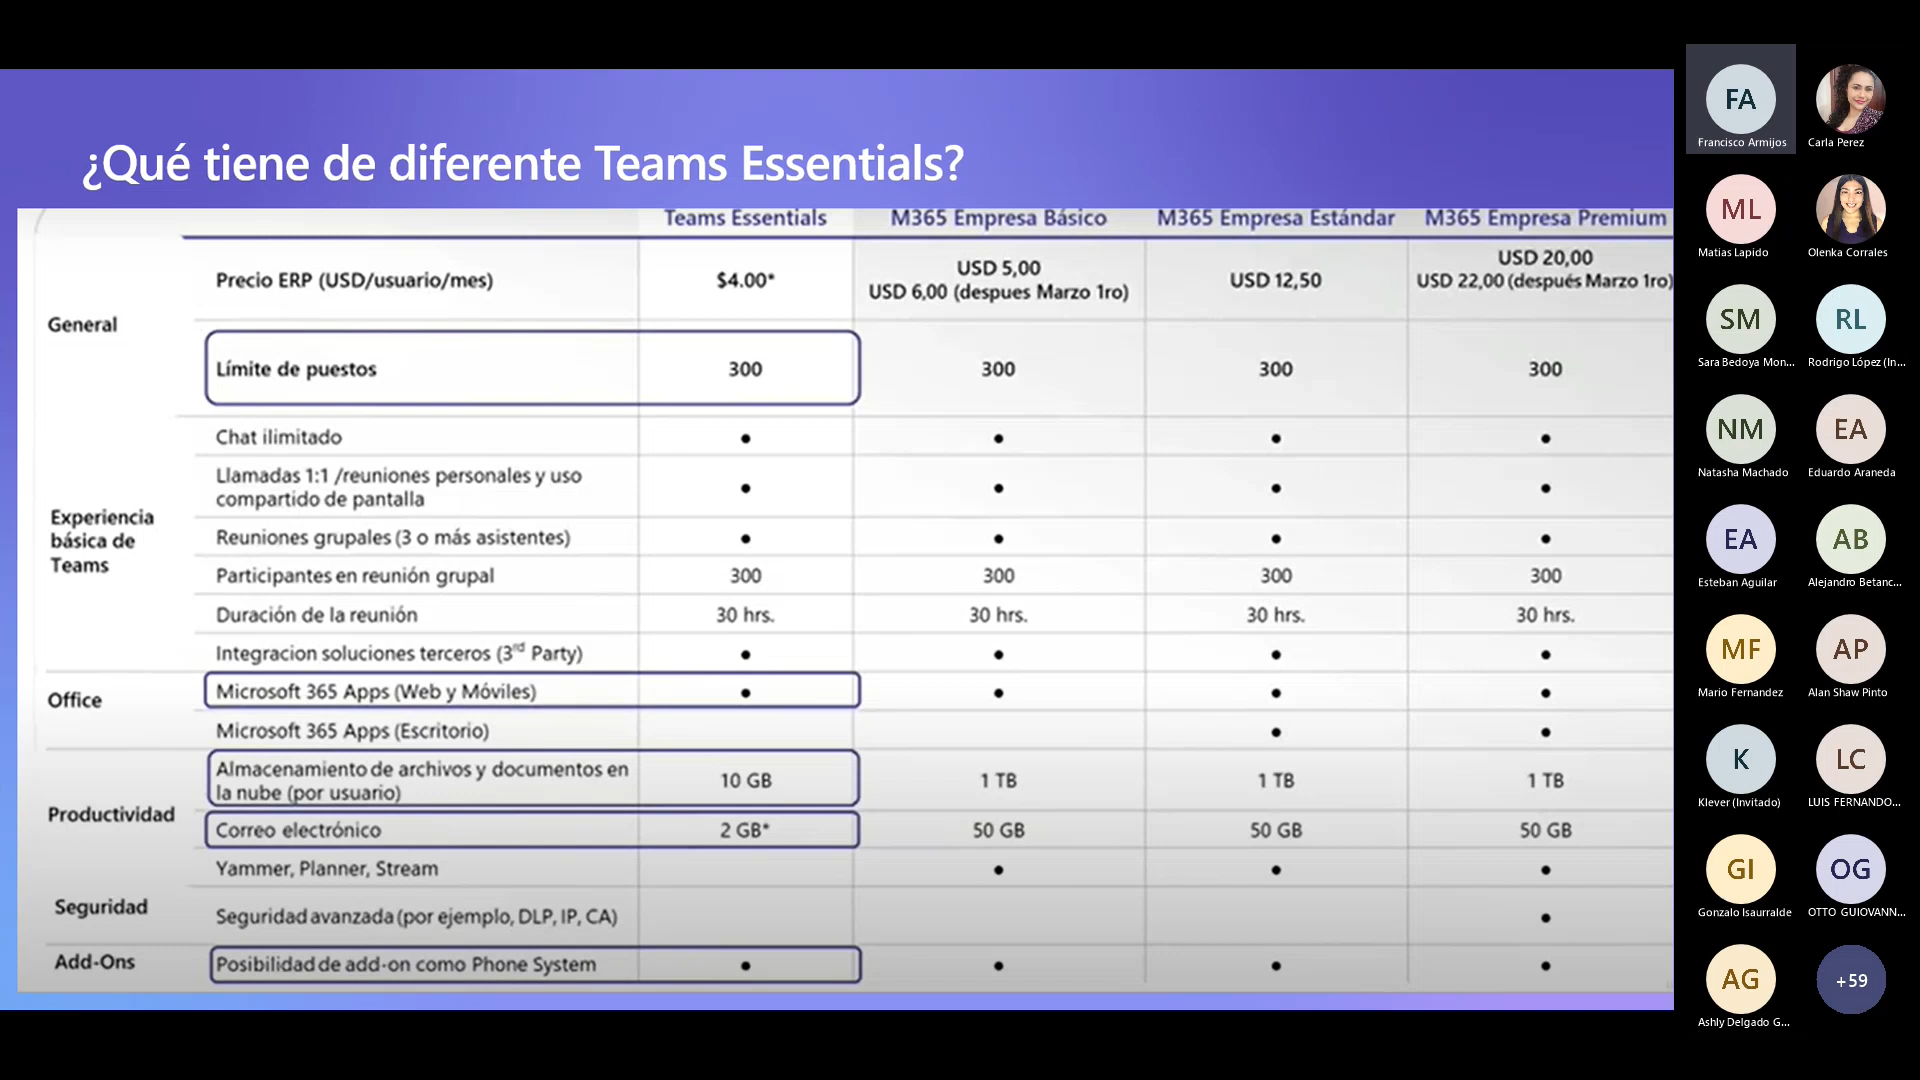 ¿Qué tiene de diferente Teams Essentials?
Teams Essentials M365 Empresa Básico M365 Empresa Estándar M365 Empresa Premium
General
Precio ERP (USD/usuario/mes) $4.00* USD 5,00 USD 6,00 (despues Marzo 1ro) USD 12,50 USD 20,00 USD 22,00 (después Marzo 1ro)
Límite de puestos 300 300 300 300
Experiencia básica de Teams
Chat ilimitado • • • •
Llamadas 1:1 /reuniones personales y uso
compartido de pantalla • • • •
Reuniones grupales (3 o más asistentes) • • • •
Participantes en reunión grupal 300 300 300 300
Duración de la reunión 30 hrs. 30 hrs. 30 hrs. 30 hrs.
Integracion soluciones terceros (3rd Party) • • • •
Office
Microsoft 365 Apps (Web y Móviles) • • • •
Microsoft 365 Apps (Escritorio) • •
Productividad
Almacenamiento de archivos y documentos en
la nube (por usuario) 10 GB 1 TB 1 TB 1 TB
Correo electrónico 2 GB* 50 GB 50 GB 50 GB
Yammer, Planner, Stream • • •
Seguridad
Seguridad avanzada (por ejemplo, DLP, IP, CA) •
Add-Ons
Posibilidad de add-on como Phone System • • • •
FA
Francisco Armijos
Carla Perez
ML
Matias Lapido
Olenka Corrales
SM
Sara Bedoya Mon...
RL
Rodrigo López (In...
NM
Natasha Machado
EA
Eduardo Araneda
EA
Esteban Aguilar
AB
Alejandro Betanc...
MF
Mario Fernandez
AP
Alan Shaw Pinto
K
Klever (Invitado)
LC
LUIS FERNANDO...
GI
Gonzalo Isaurralde
OG
OTTO GUIOVANN...
AG
Ashly Delgado G...
+59